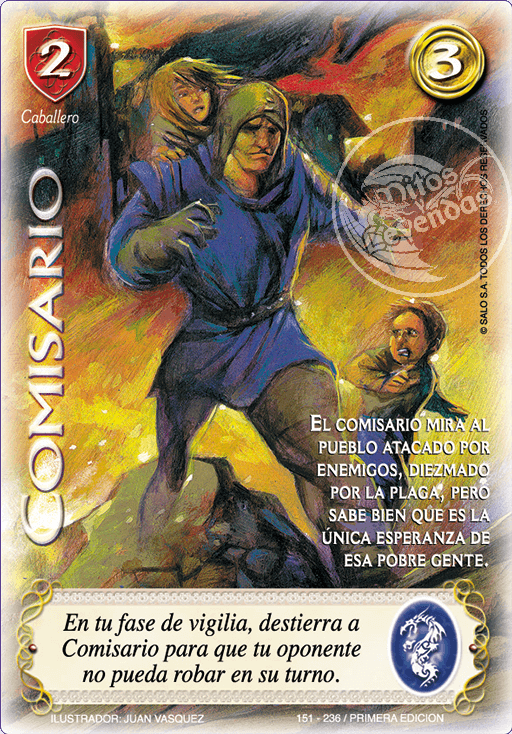 2
3
Caballero
COMISARIO
Mitos
Leyendas
© SALO S.A. TODOS LOS DERECHOS RESERVADOS
EL COMISARIO MIRA AL
PUEBLO ATACADO POR
ENEMIGOS, DIEZMADO
POR LA PLAGA, PERO
SABE BIEN QUE ES LA
ÚNICA ESPERANZA DE
ESA POBRE GENTE.
En tu fase de vigilia, destierra a
Comisario para que tu oponente
no pueda robar en su turno.
ILUSTRADOR: JUAN VASQUEZ
151 - 236 / PRIMERA EDICION